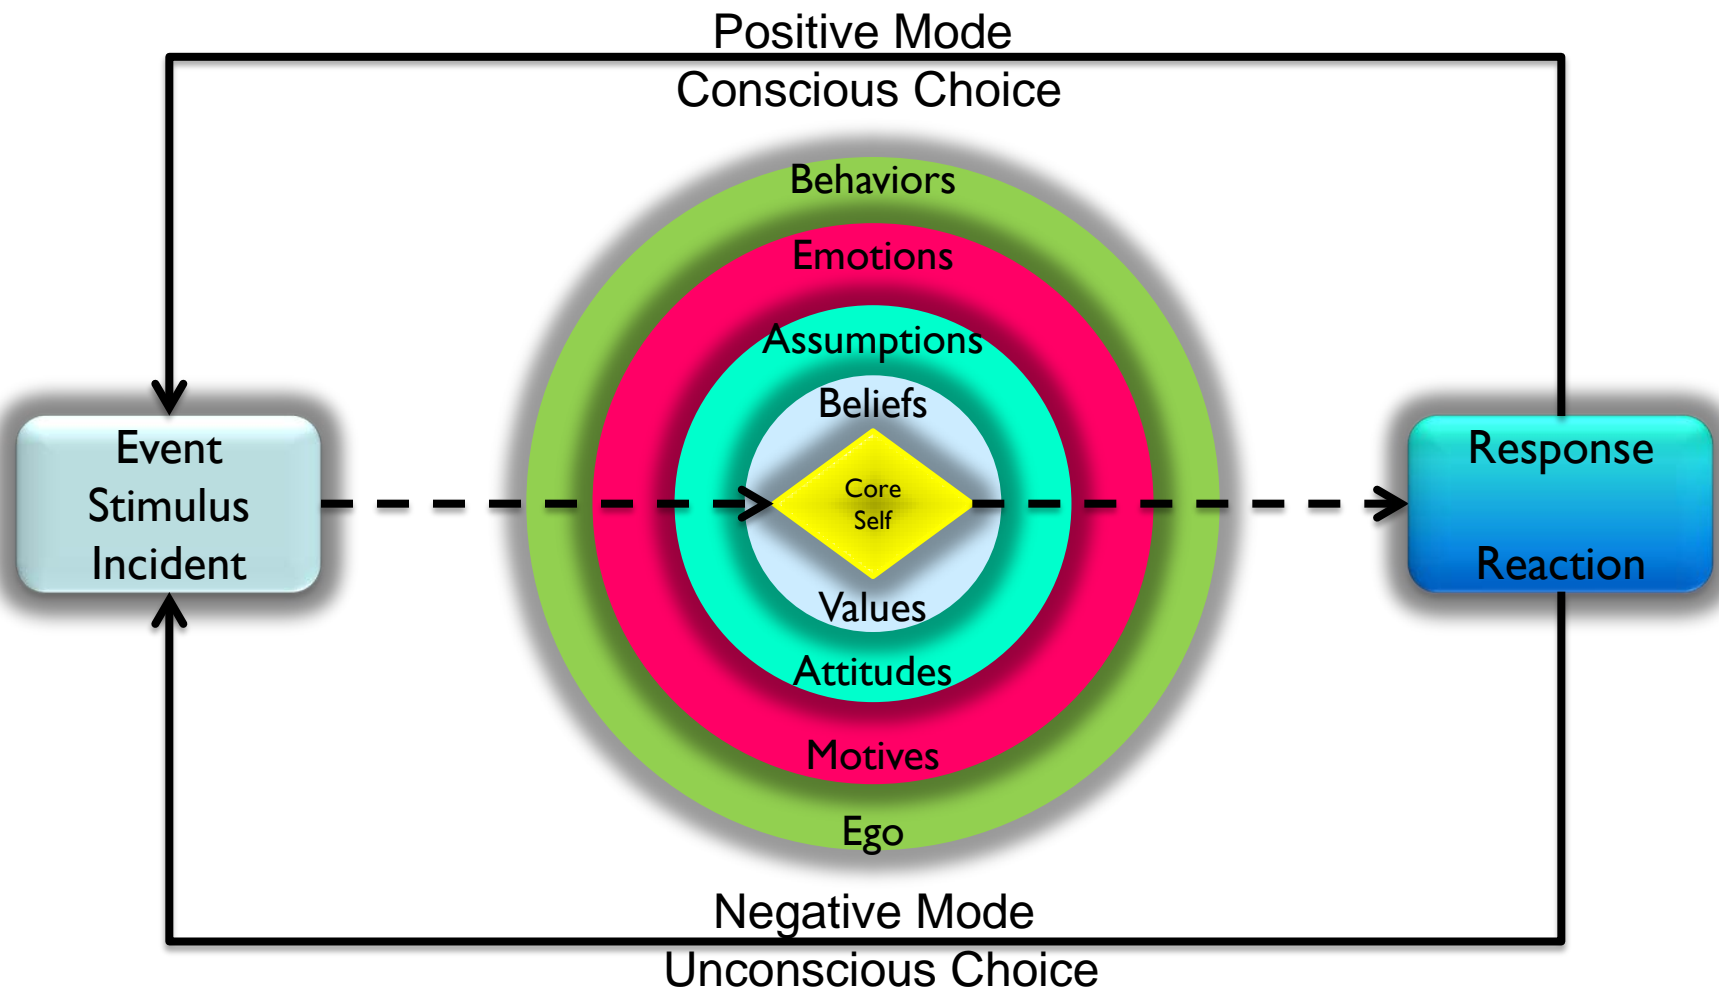 Positive Mode
Conscious Choice
Behaviors
Emotions
Assumptions
Beliefs
Event
Stimulus
Incident
Core
Self
Response
Reaction
Values
Attitudes
Motives
Ego
Negative Mode
Unconscious Choice